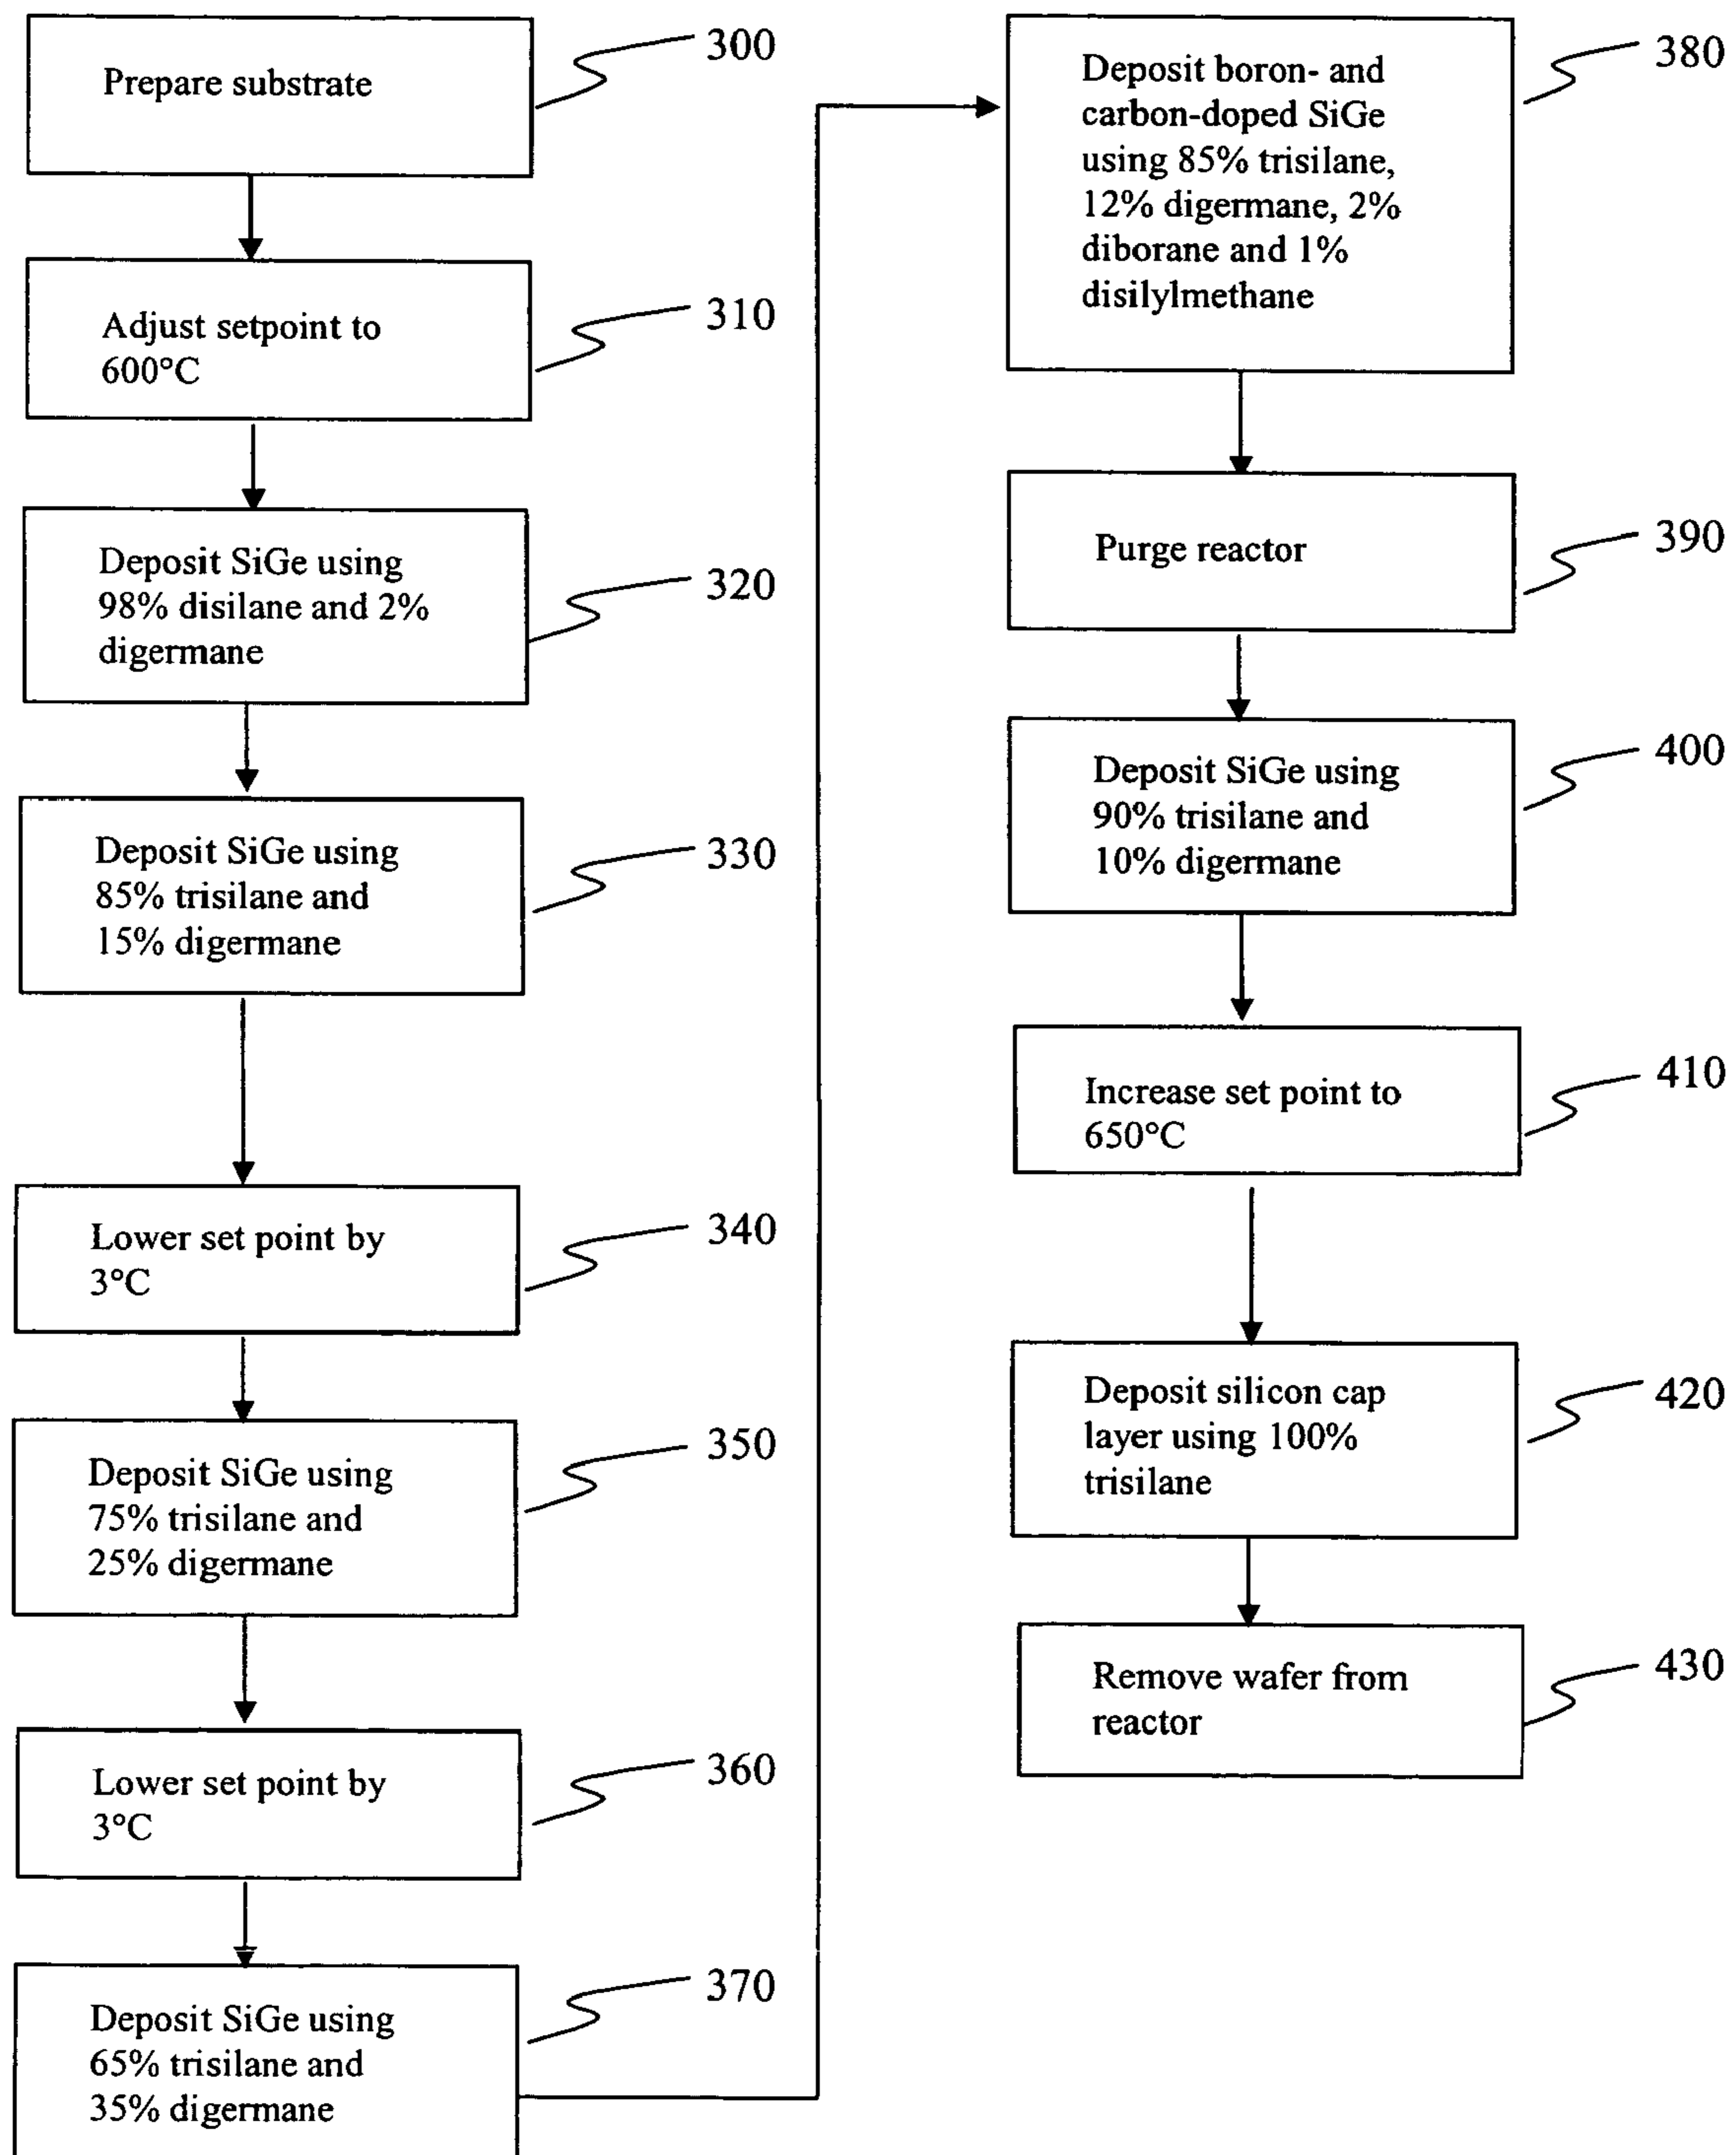 Prepare substrate
300
Adjust setpoint to
600°C
310
Deposit SiGe using
98% disilane and 2%
digermane
320
Deposit SiGe using
85% trisilane and
15% digermane
330
Lower set point by
3°C
340
Deposit SiGe using
75% trisilane and
25% digermane
350
Lower set point by
3°C
360
Deposit SiGe using
65% trisilane and
35% digermane
370
Deposit boron- and
carbon-doped SiGe
using 85% trisilane,
12% digermane, 2%
diborane and 1%
disilylmethane
380
Purge reactor
390
Deposit SiGe using
90% trisilane and
10% digermane
400
Increase set point to
650°C
410
Deposit silicon cap
layer using 100%
trisilane
420
Remove wafer from
reactor
430